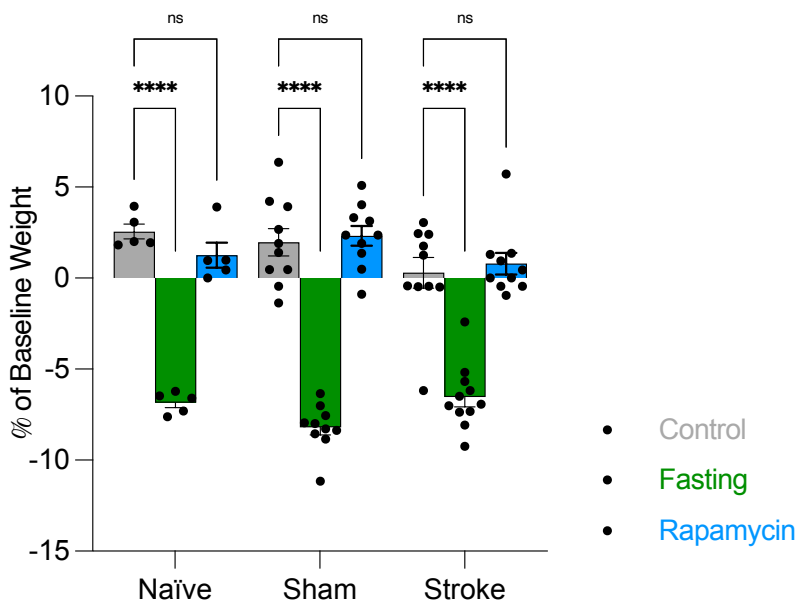 ns ns ns
**** **** ****
10
5
0
-5
-10
-15
% of Baseline Weight
Naïve Sham Stroke
Control
Fasting
Rapamycin